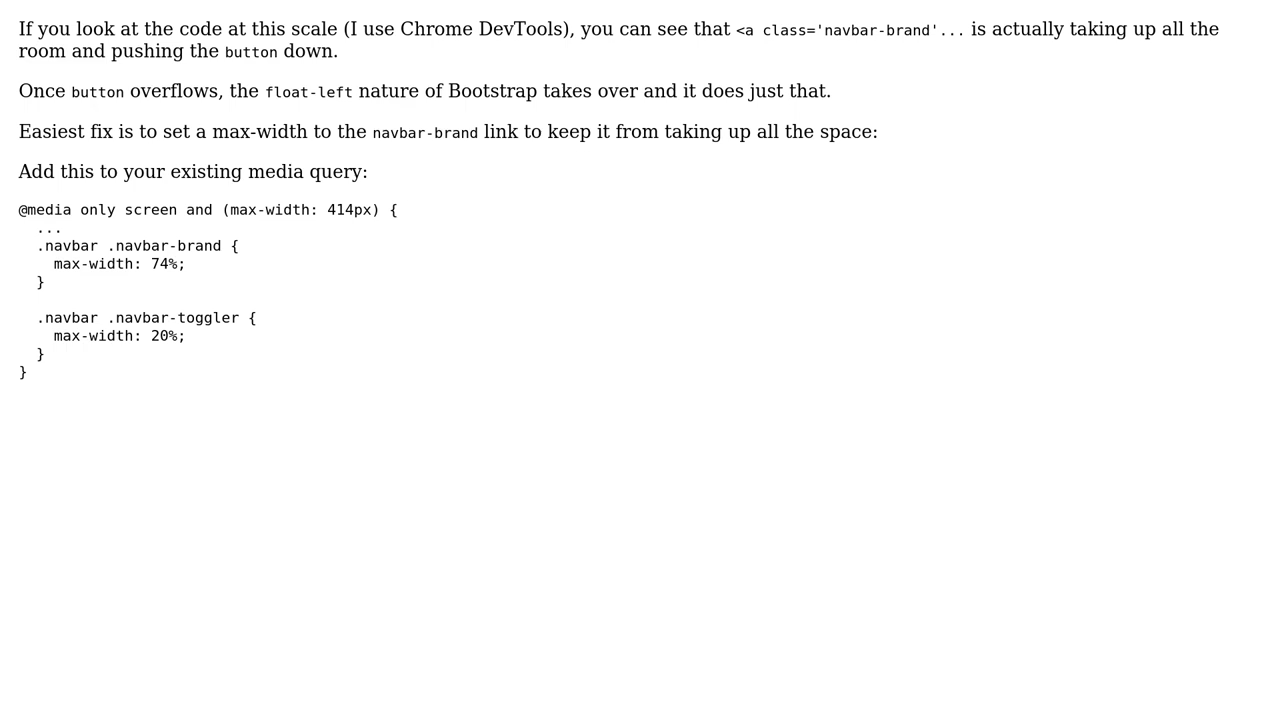 If you look at the code at this scale (I use Chrome DevTools), you can see that <a class='navbar-brand'... is actually taking up all the
room and pushing the button down.
Once button overflows, the float-left nature of Bootstrap takes over and it does just that.
Easiest fix is to set a max-width to the navbar-brand link to keep it from taking up all the space:
Add this to your existing media query:
@media only screen and (max-width: 414px) {
  ...
  .navbar .navbar-brand {
    max-width: 74%;
  }

  .navbar .navbar-toggler {
    max-width: 20%;
  }
}